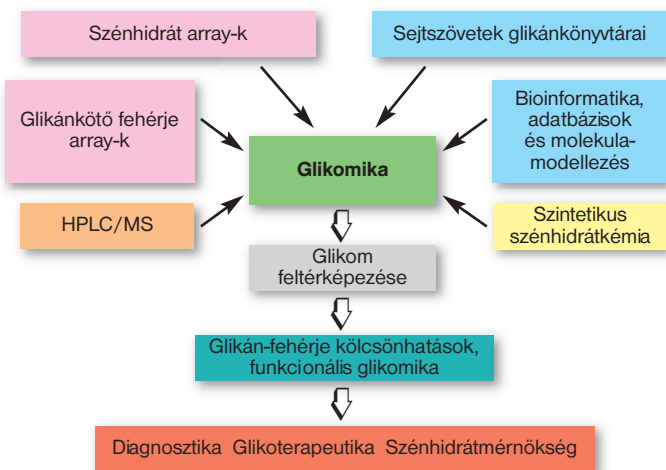 Szénhidrát array-k
Sejtszövetek glikánkönyvtárai
Glikánkötő fehérje
array-k
Bioinformatika,
adatbázisok
és molekula-
modellezés
Glikomika
HPLC/MS
Szintetikus
szénhidrátkémia
Glikom
feltérképezése
Glikán-fehérje kölcsönhatások,
funkcionális glikomika
Diagnosztika Glikoterapeutika Szénhidrátmérnökség